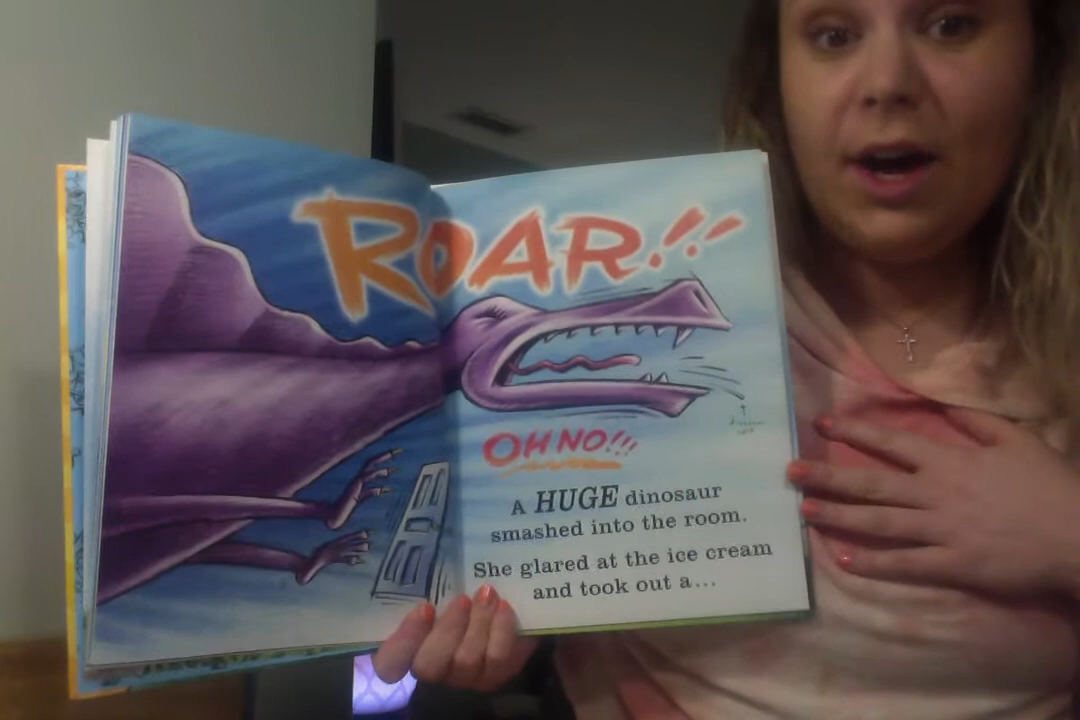 ROAR!!
OH NO!!!
A HUGE dinosaur
smashed into the room.
She glared at the ice cream
and took out a...